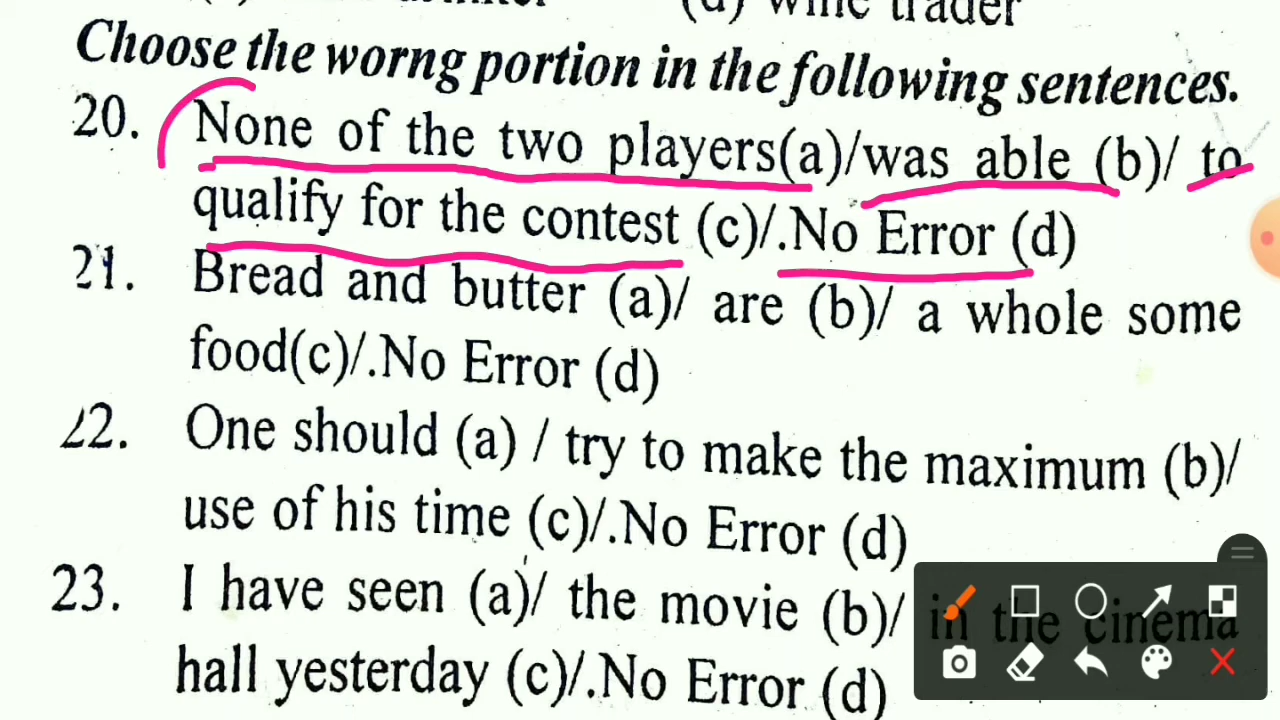 (d) wine trader
Choose the worng portion in the following sentences.
20. None of the two players(a)/was able (b)/ to
qualify for the contest (c)/.No Error (d)
21. Bread and butter (a)/ are (b)/ a whole some
food(c)/.No Error (d)
22. One should (a) / try to make the maximum (b)/
use of his time (c)/.No Error (d)
23. I have seen (a)/ the movie (b)/ in the cinema
hall yesterday (c)/.No Error (d)